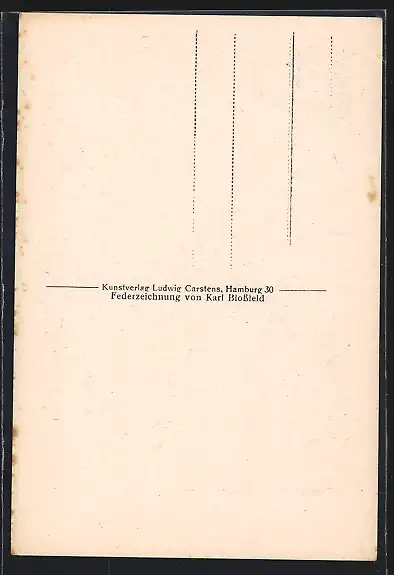 Kunstverlag Ludwig Carstens, Hamburg 30
Federzeichnung von Karl Bloßfeld